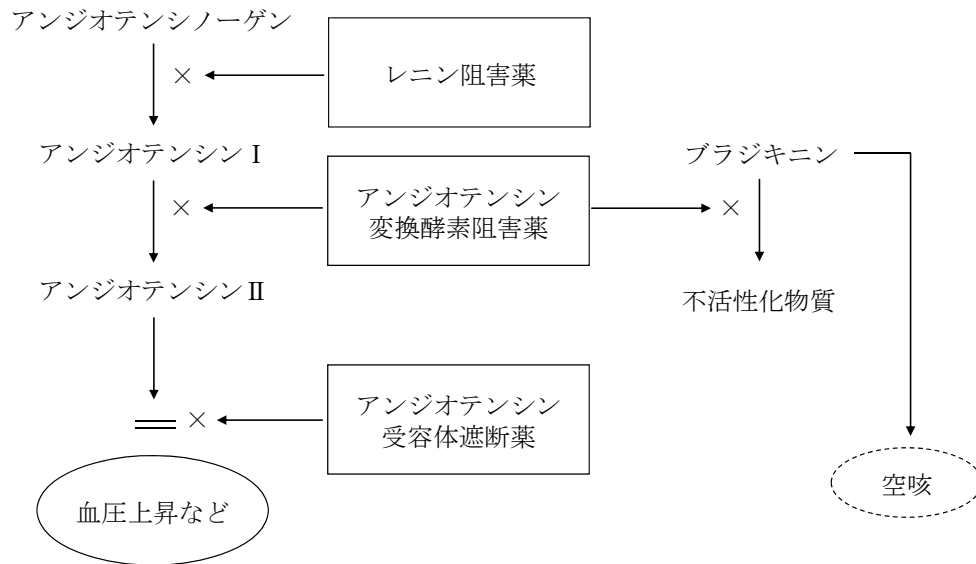 アンジオテンシノーゲン
×
レニン阻害薬
アンジオテンシンⅠ
ブラジキニン
×
アンジオテンシン
変換酵素阻害薬
×
アンジオテンシンⅡ
不活性化物質
×
アンジオテンシン
受容体遮断薬
血圧上昇など
空咳